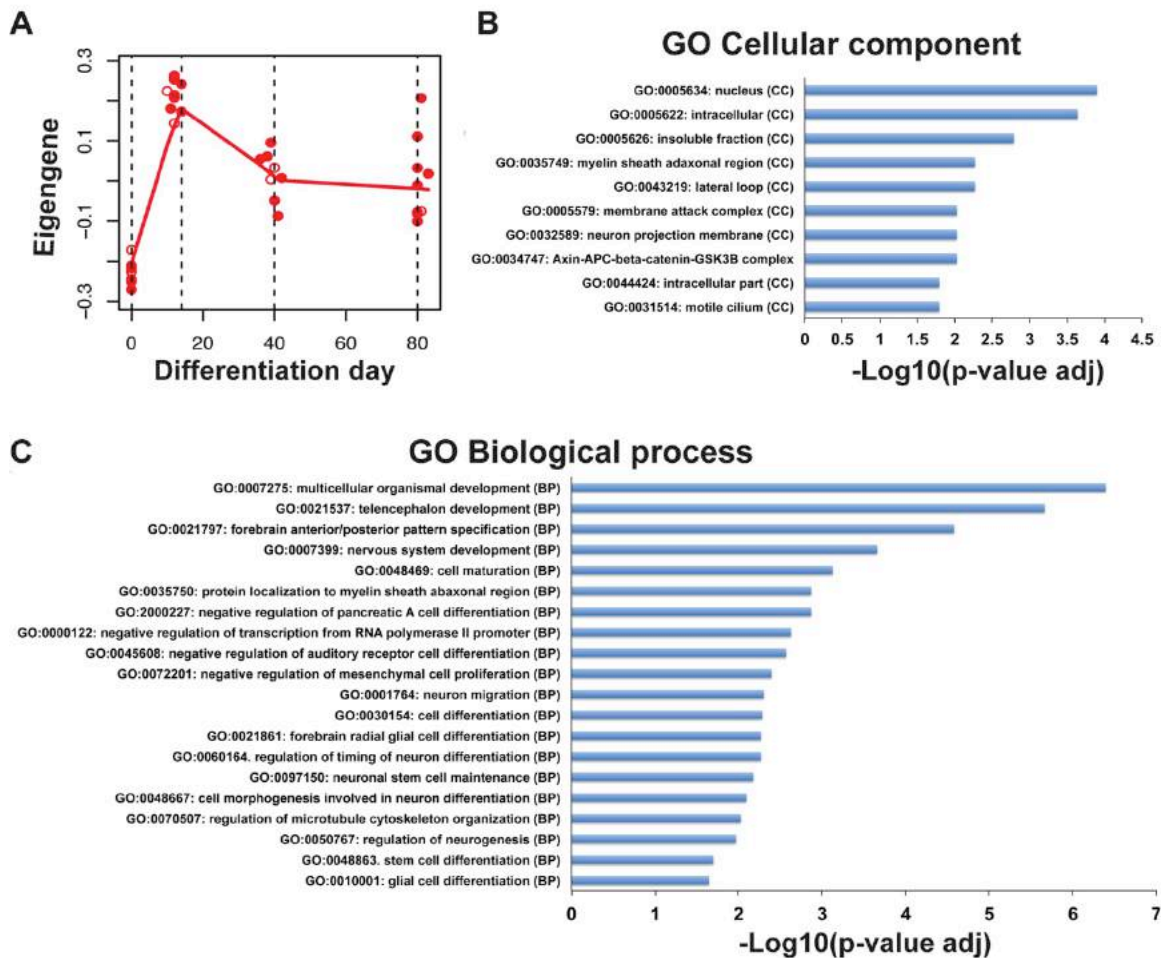 A
0.3
0.1
−0.1
−0.3
Eigengene
0 20 40 60 80
Differentiation day
B
GO Cellular component
GO:0005634: nucleus (CC)
GO:0005622: intracellular (CC)
GO:0005626: insoluble fraction (CC)
GO:0035749: myelin sheath adaxonal region (CC)
GO:0043219: lateral loop (CC)
GO:0005579: membrane attack complex (CC)
GO:0032589: neuron projection membrane (CC)
GO:0034747: Axin-APC-beta-catenin-GSK3B complex
GO:0044424: intracellular part (CC)
GO:0031514: motile cilium (CC)
0 0.5 1 1.5 2 2.5 3 3.5 4 4.5
-Log10(p-value adj)
C
GO Biological process
GO:0007275: multicellular organismal development (BP)
GO:0021537: telencephalon development (BP)
GO:0021797: forebrain anterior/posterior pattern specification (BP)
GO:0007399: nervous system development (BP)
GO:0048469: cell maturation (BP)
GO:0035750: protein localization to myelin sheath abaxonal region (BP)
GO:2000227: negative regulation of pancreatic A cell differentiation (BP)
GO:0000122: negative regulation of transcription from RNA polymerase II promoter (BP)
GO:0045608: negative regulation of auditory receptor cell differentiation (BP)
GO:0072201: negative regulation of mesenchymal cell proliferation (BP)
GO:0001764: neuron migration (BP)
GO:0030154: cell differentiation (BP)
GO:0021861: forebrain radial glial cell differentiation (BP)
GO:0060164. regulation of timing of neuron differentiation (BP)
GO:0097150: neuronal stem cell maintenance (BP)
GO:0048667: cell morphogenesis involved in neuron differentiation (BP)
GO:0070507: regulation of microtubule cytoskeleton organization (BP)
GO:0050767: regulation of neurogenesis (BP)
GO:0048863. stem cell differentiation (BP)
GO:0010001: glial cell differentiation (BP)
0 1 2 3 4 5 6 7
-Log10(p-value adj)